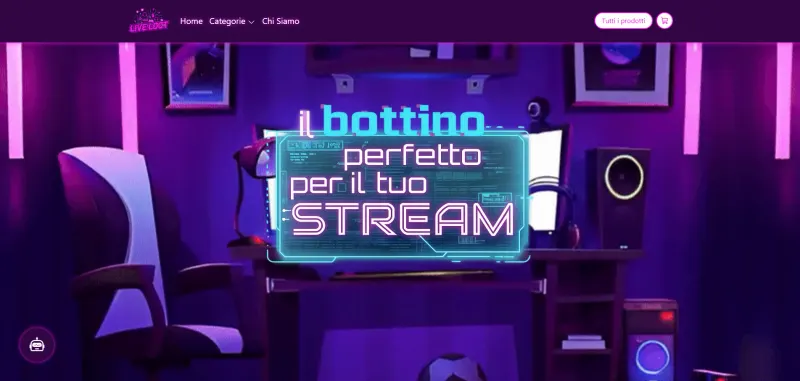 LIVE LOOT
Home
Categorie
Chi Siamo
Tutti i prodotti
il bottino
perfetto
per il tuo
STREAM